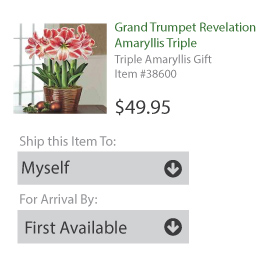 Grand Trumpet Revelation
Amaryllis Triple
Triple Amaryllis Gift
Item #38600
$49.95
Ship this Item To:
Myself
For Arrival By:
First Available